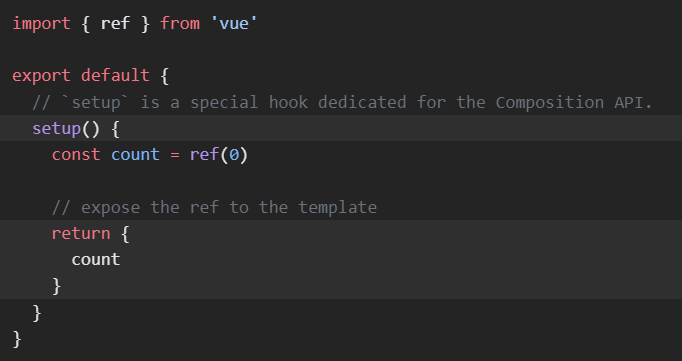 import { ref } from 'vue'

export default {
  // `setup` is a special hook dedicated for the Composition API.
  setup() {
    const count = ref(0)

    // expose the ref to the template
    return {
      count
    }
  }
}